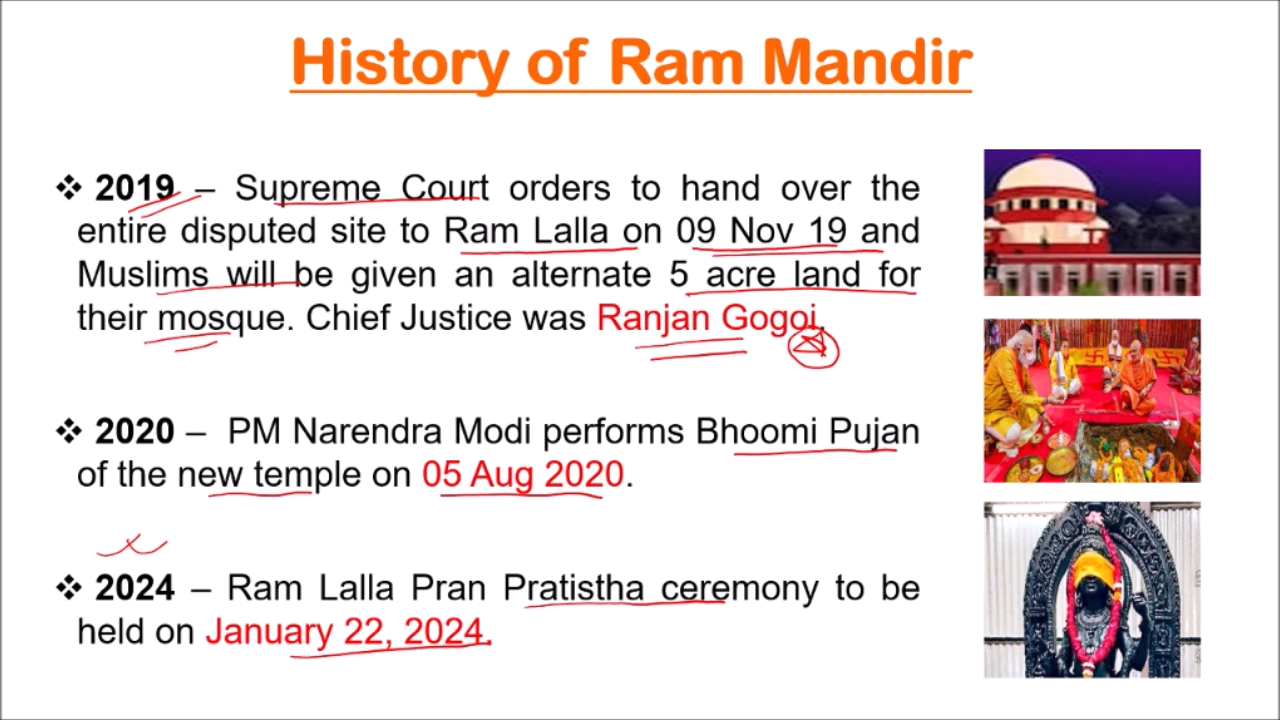 History of Ram Mandir
❖ 2019 – Supreme Court orders to hand over the
entire disputed site to Ram Lalla on 09 Nov 19 and
Muslims will be given an alternate 5 acre land for
their mosque. Chief Justice was Ranjan Gogoi.
❖ 2020 – PM Narendra Modi performs Bhoomi Pujan
of the new temple on 05 Aug 2020.
❖ 2024 – Ram Lalla Pran Pratistha ceremony to be
held on January 22, 2024.